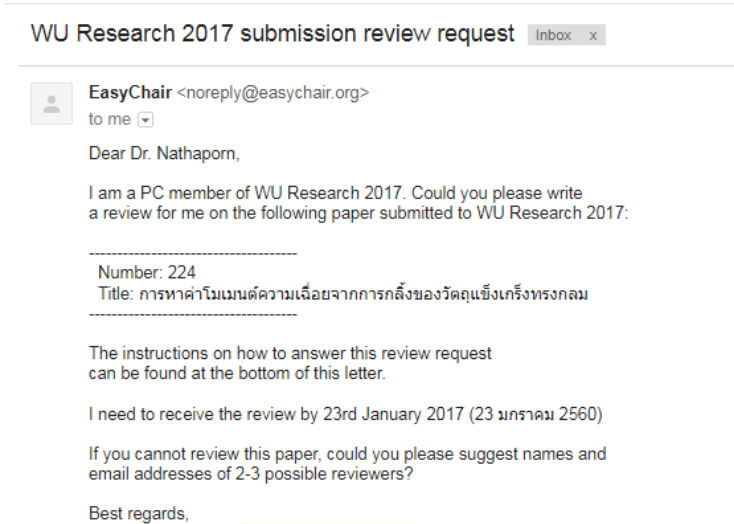 WU Research 2017 submission review request Inbox x
EasyChair <noreply@easychair.org>
to me
Dear Dr. Nathaporn,
I am a PC member of WU Research 2017. Could you please write
a review for me on the following paper submitted to WU Research 2017:
------------------------------------
Number: 224
Title: การหาค่าโมเมนต์ความเฉื่อยจากการกลิ้งของวัตถุแข็งเกร็งทรงกลม
------------------------------------
The instructions on how to answer this review request
can be found at the bottom of this letter.
I need to receive the review by 23rd January 2017 (23 มกราคม 2560)
If you cannot review this paper, could you please suggest names and
email addresses of 2-3 possible reviewers?
Best regards,